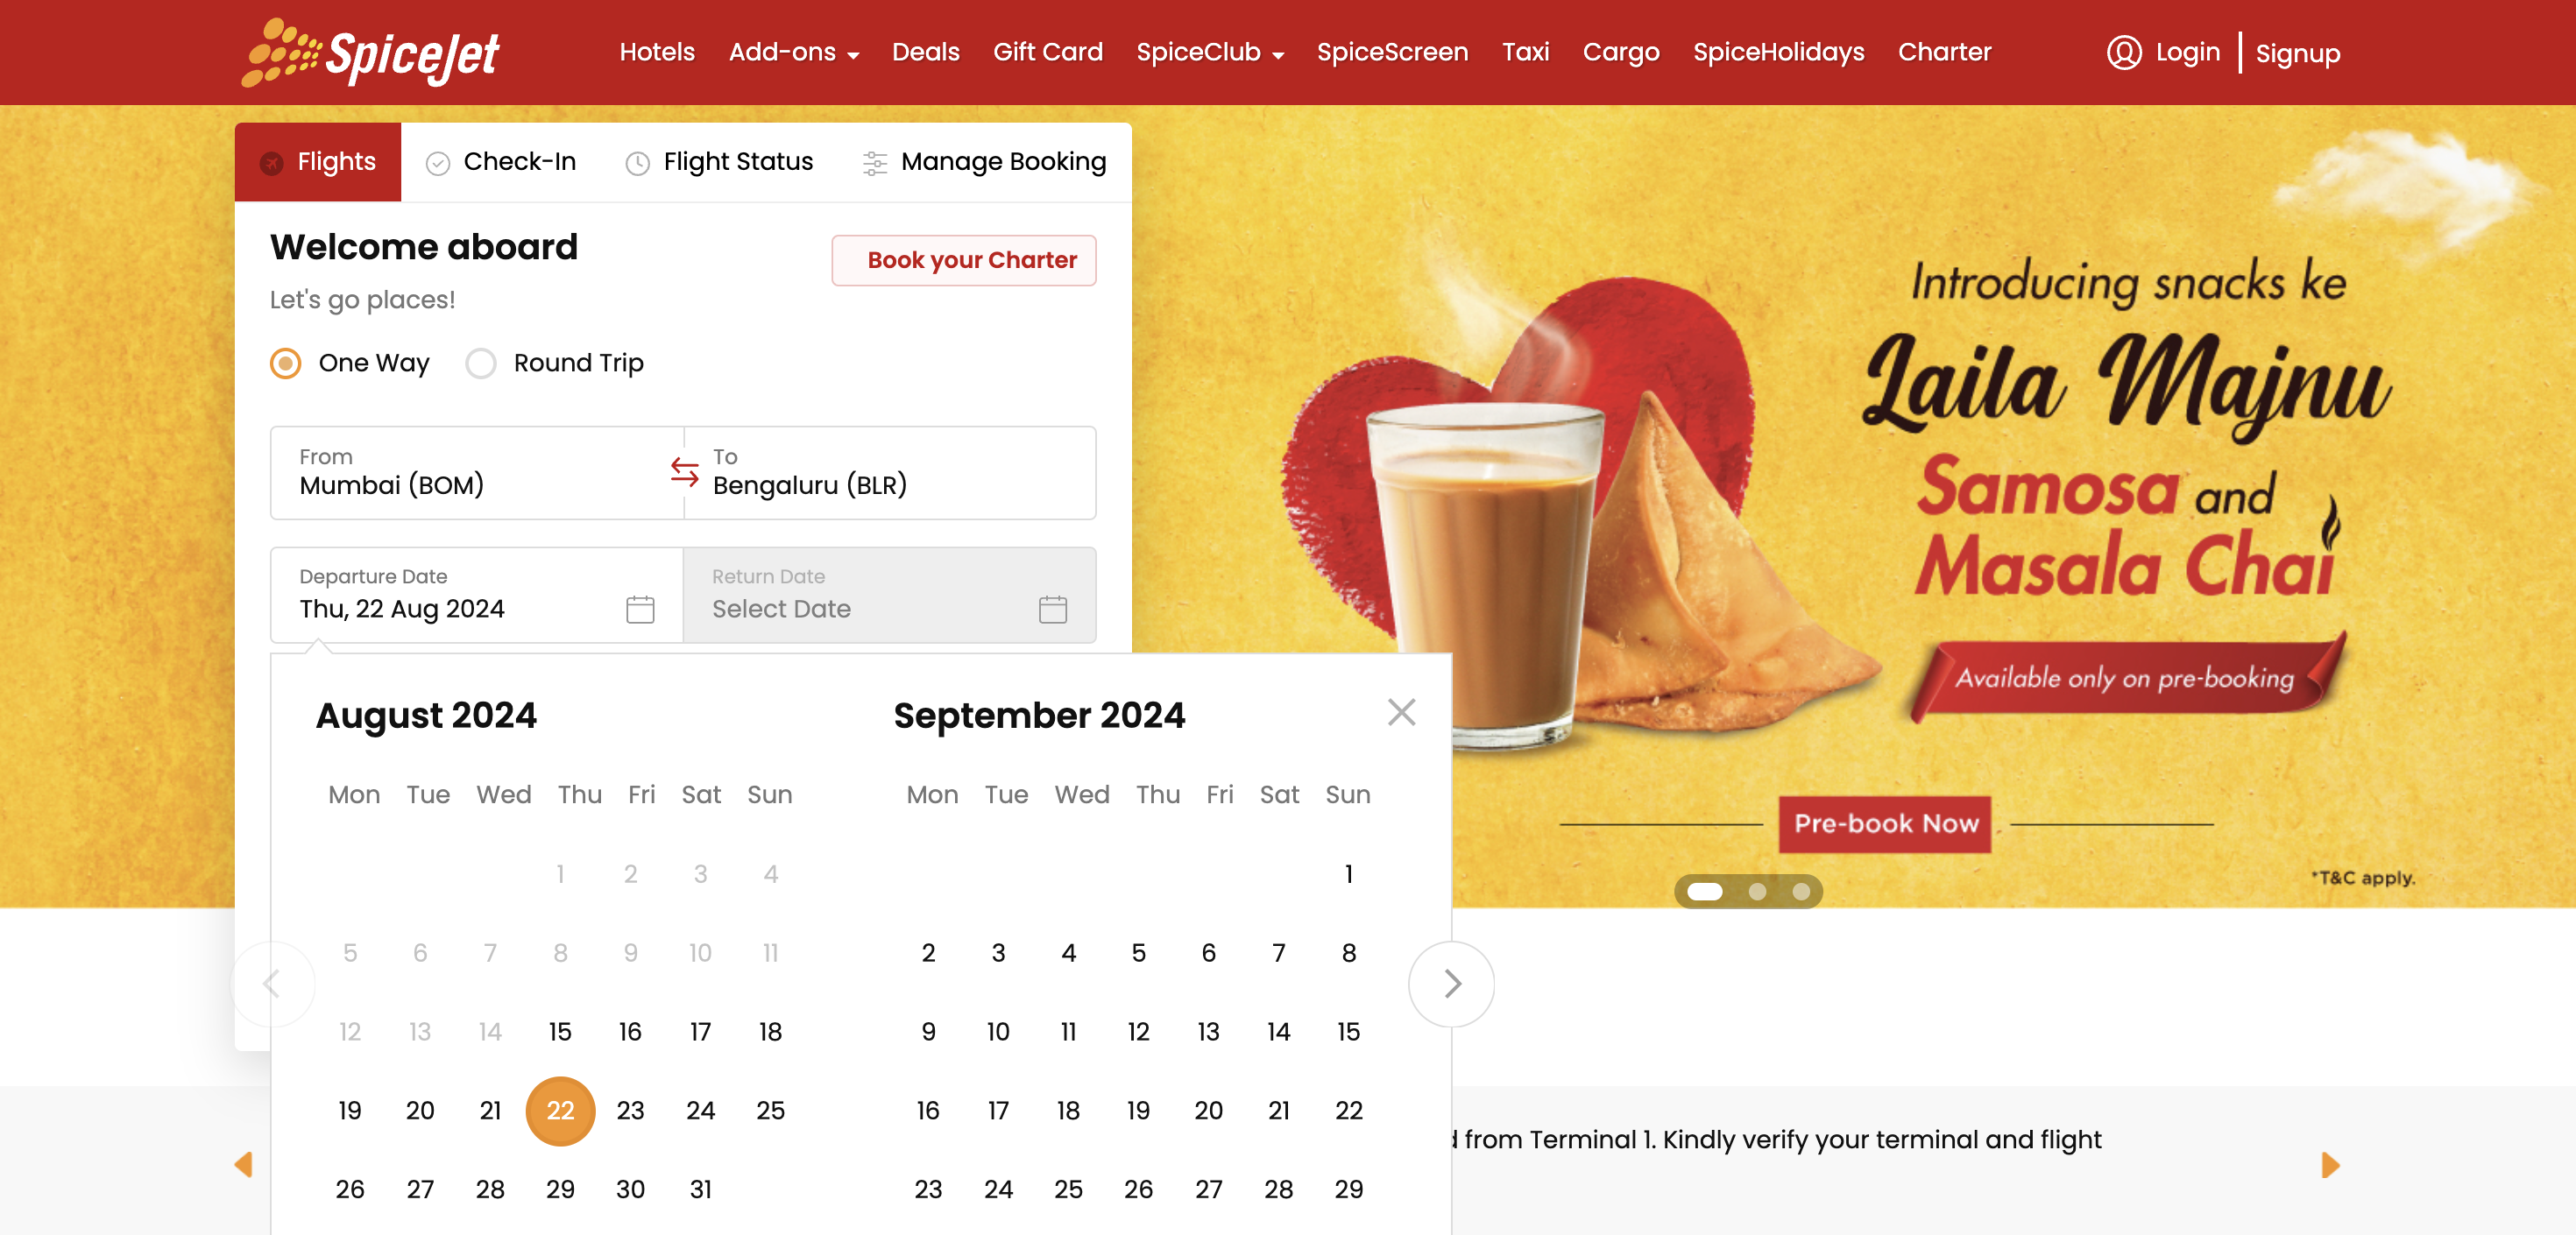 SpiceJet
Hotels Add-ons Deals Gift Card SpiceClub SpiceScreen Taxi Cargo SpiceHolidays Charter Login Signup
Flights Check-In Flight Status Manage Booking
Welcome aboard
Book your Charter
Let's go places!
One Way Round Trip
From
Mumbai (BOM)
To
Bengaluru (BLR)
Departure Date
Thu, 22 Aug 2024
Return Date
Select Date
August 2024
Mon Tue Wed Thu Fri Sat Sun
1 2 3 4
5 6 7 8 9 10 11
12 13 14 15 16 17 18
19 20 21 22 23 24 25
26 27 28 29 30 31
September 2024
Mon Tue Wed Thu Fri Sat Sun
1
2 3 4 5 6 7 8
9 10 11 12 13 14 15
16 17 18 19 20 21 22
23 24 25 26 27 28 29
Introducing snacks ke
Laila Majnu
Samosa and
Masala Chai
Available only on pre-booking
Pre-book Now
*T&C apply.
from Terminal 1. Kindly verify your terminal and flight